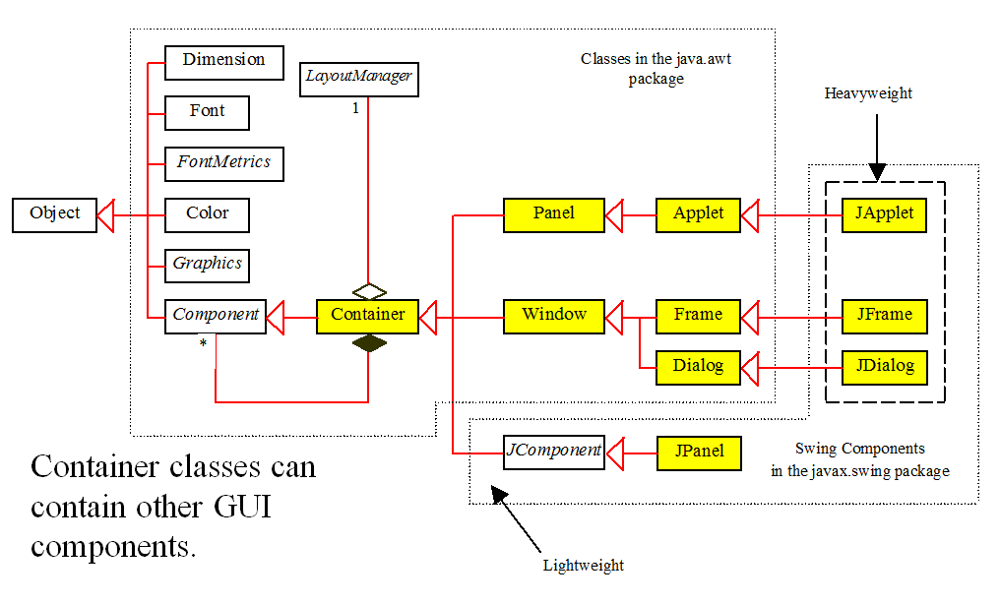 Dimension
LayoutManager
Classes in the java.awt
package
1
Font
Heavyweight
FontMetrics
Object
Color
Panel
Applet
JApplet
Graphics
Component
Container
Window
Frame
JFrame
*
Dialog
JDialog
JComponent
JPanel
Swing Components
in the javax.swing package
Container classes can
contain other GUI
components.
Lightweight